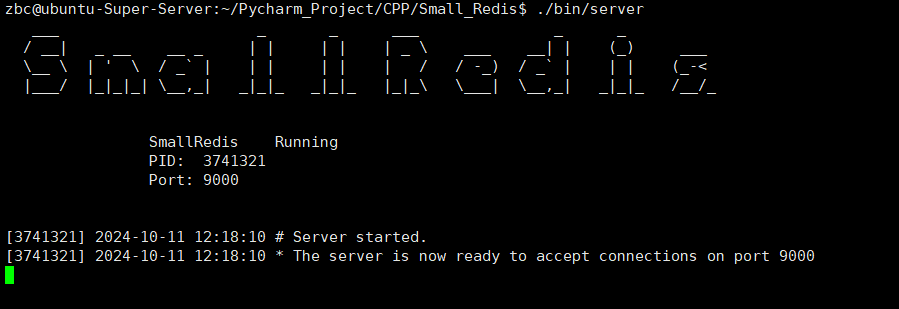 zbc@ubuntu-Super-Server:~/Pycharm_Project/CPP/Small_Redis$ ./bin/server
SmallRedis
SmallRedis    Running
PID:  3741321
Port: 9000
[3741321] 2024-10-11 12:18:10 # Server started.
[3741321] 2024-10-11 12:18:10 * The server is now ready to accept connections on port 9000